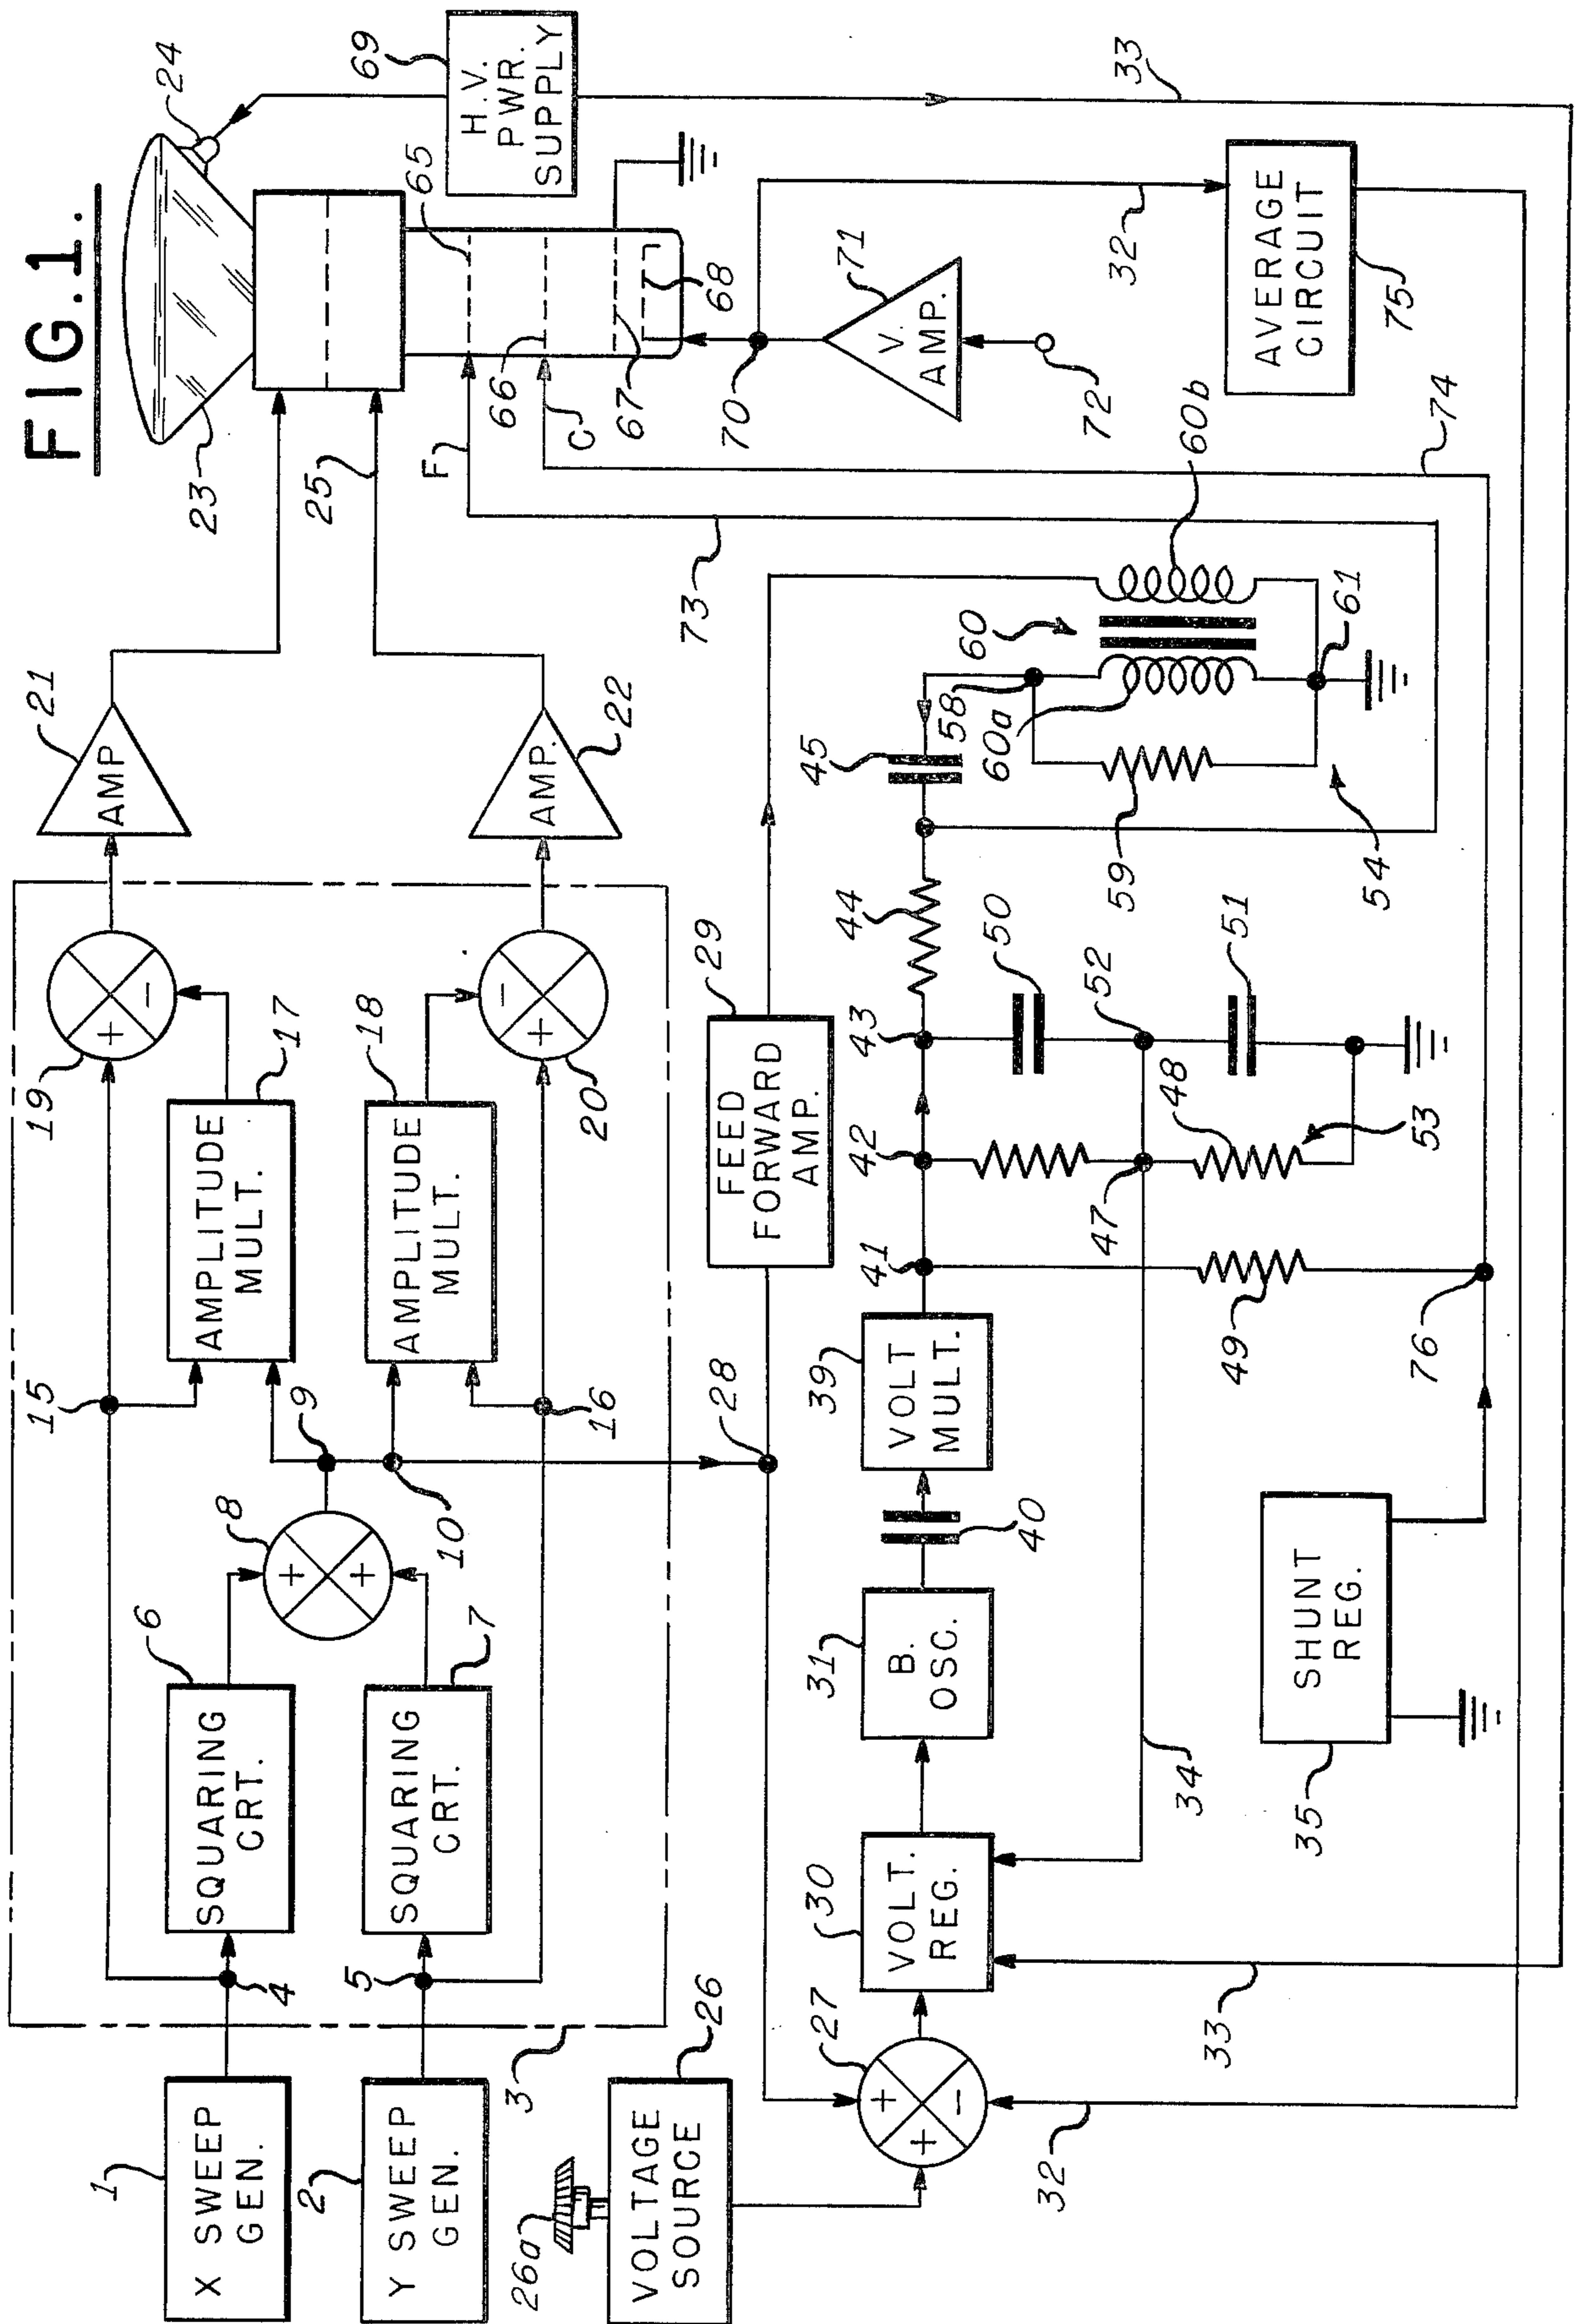 FIG.1.
1
X SWEEP
GEN.
2
Y SWEEP
GEN.
3
4
5
6
SQUARING
CRT.
7
SQUARING
CRT.
8
+
+
9
10
15
16
17
AMPLITUDE
MULT.
18
AMPLITUDE
MULT.
19
+
−
20
+
−
21
AMP
22
AMP.
23
24
25
26a
26
VOLTAGE
SOURCE
27
+
+
−
28
29
FEED
FORWARD
AMP.
30
VOLT.
REG.
31
B.
OSC.
40
39
VOLT
MULT.
41
42
43
44
45
47
48
49
50
51
52
53
54
58
59
60
60a
60b
61
34
33
32
35
SHUNT
REG.
76
73
74
F
C
65
66
67
68
69
H.V.
PWR.
SUPPLY
33
70
71
V.
AMP.
72
32
AVERAGE
CIRCUIT
75